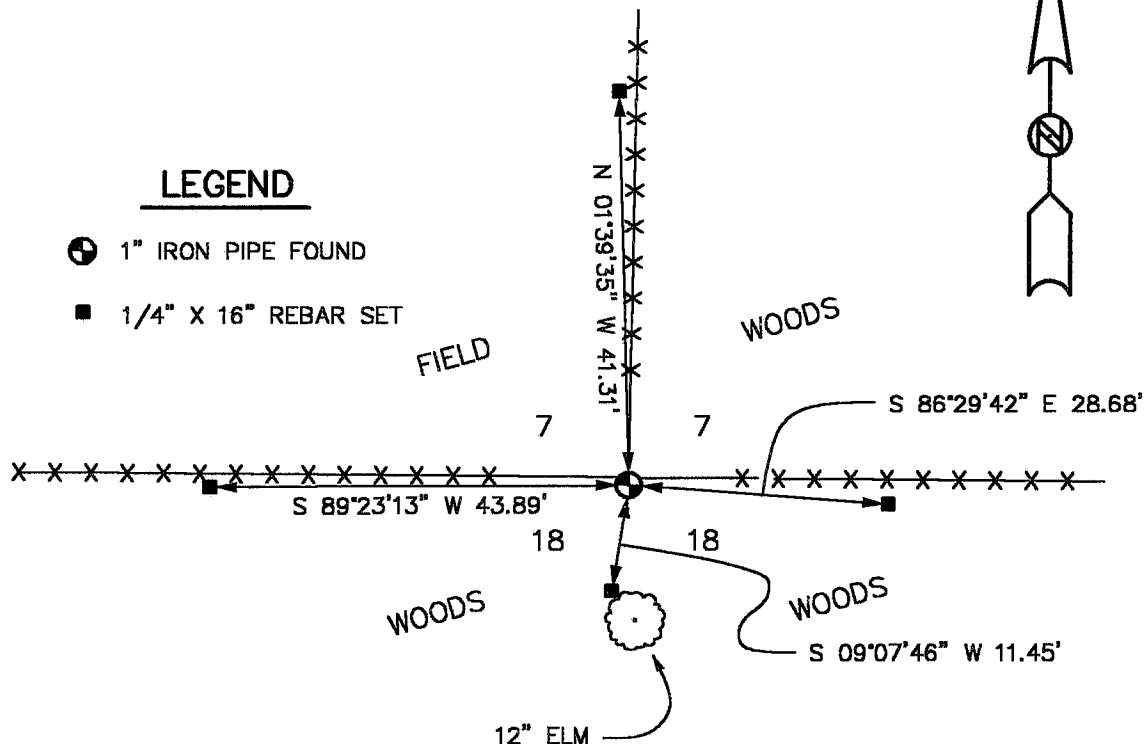 N
LEGEND
1" IRON PIPE FOUND
1/4" X 16" REBAR SET
N 01°39'35" W 41.31'
FIELD
WOODS
7
7
S 86°29'42" E 28.68'
S 89°23'13" W 43.89'
18
18
WOODS
WOODS
S 09°07'46" W 11.45'
12" ELM